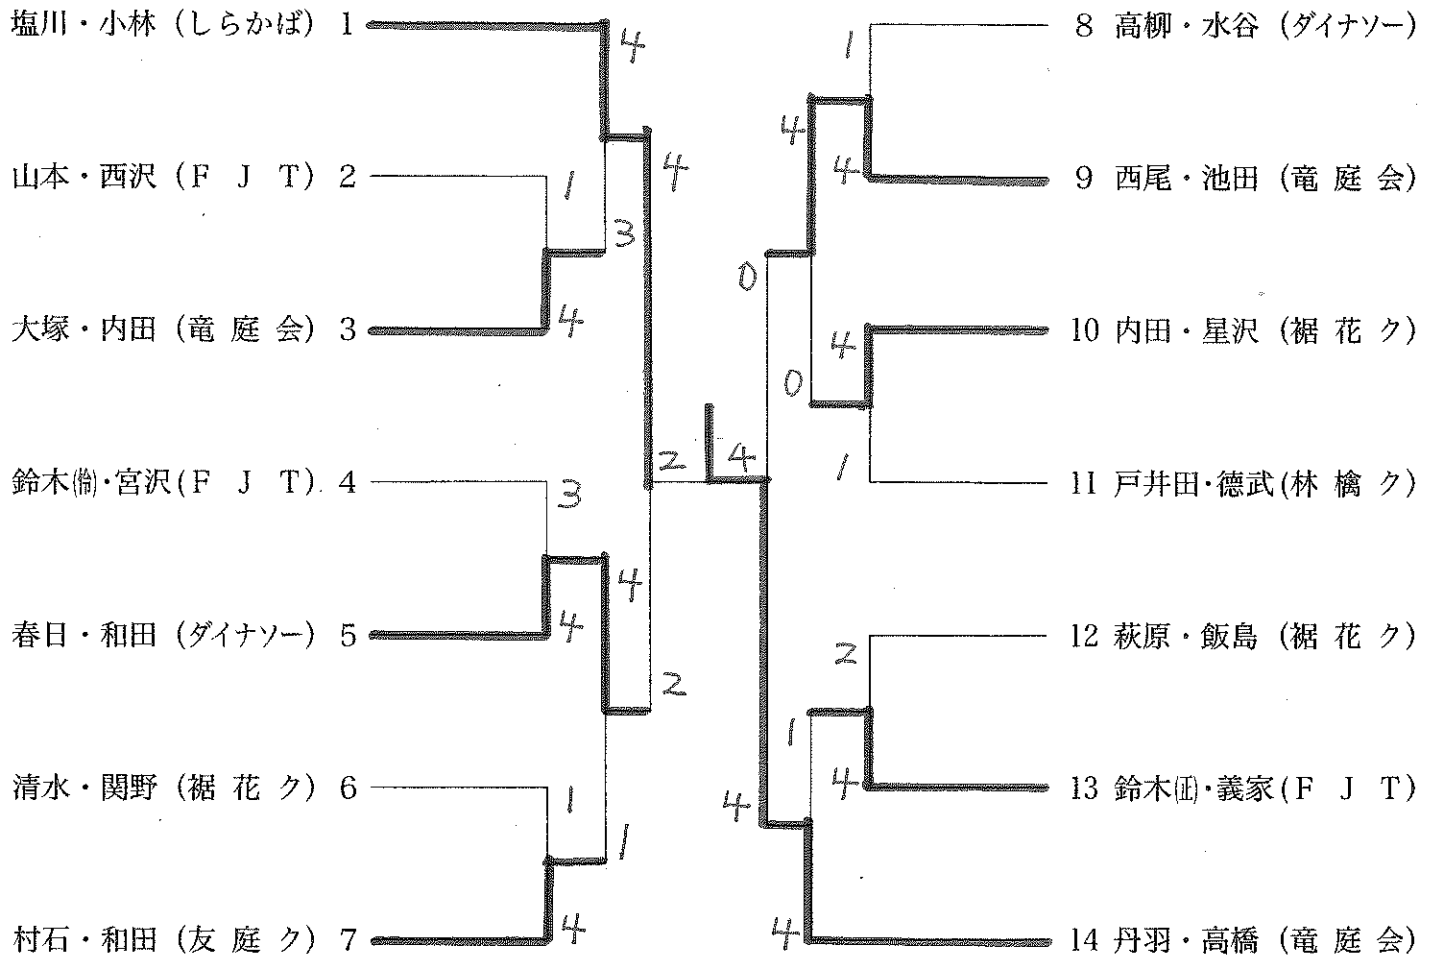 塩川・小林 (しらかば) 1
4
山本・西沢 (F J T) 2
1
4
3
大塚・内田 (竜 庭 会) 3
4
鈴木㈲・宮沢(F J T) 4
3
2
春日・和田 (ダイナソー) 5
4
4
2
清水・関野 (裾 花 ク) 6
1
1
村石・和田 (友 庭 ク) 7
4
8 高柳・水谷 (ダイナソー)
1
4
9 西尾・池田 (竜 庭 会)
4
0
10 内田・星沢 (裾 花 ク)
4
0
11 戸井田・徳武(林 檎 ク)
1
4
12 萩原・飯島 (裾 花 ク)
2
1
13 鈴木㊣・義家(F J T)
4
4
14 丹羽・高橋 (竜 庭 会)
4